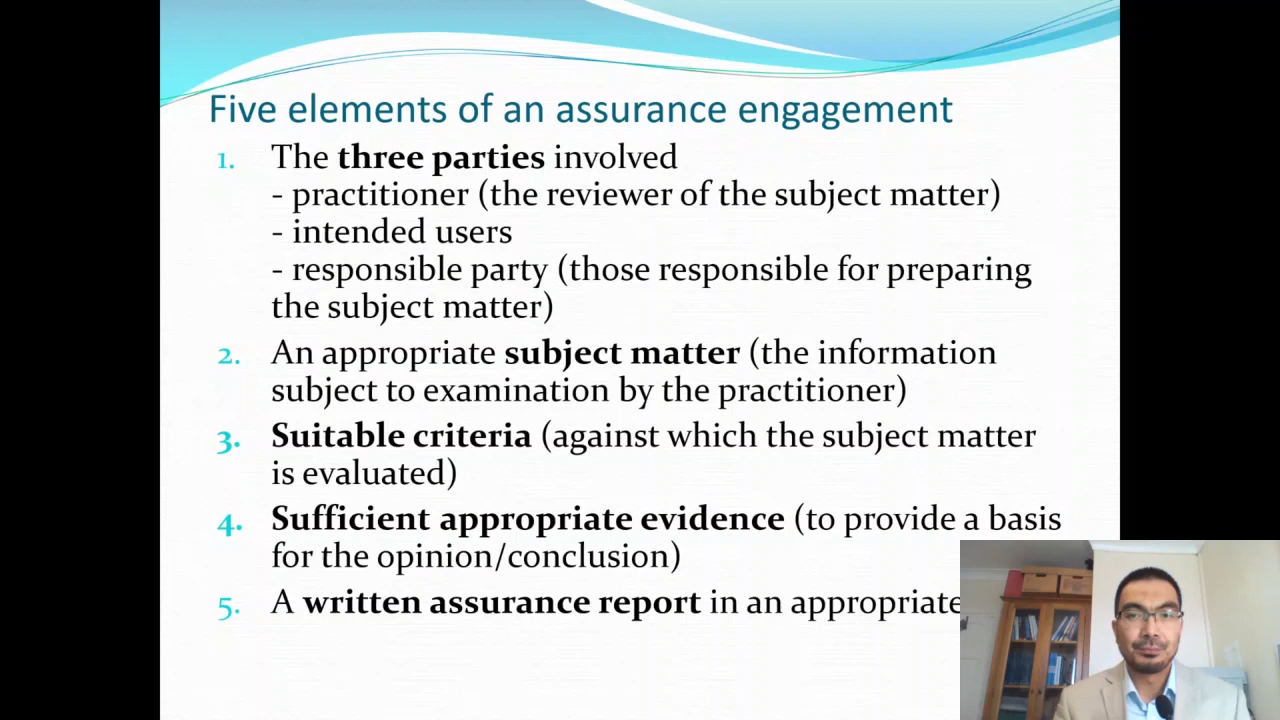 Five elements of an assurance engagement
1. The three parties involved
- practitioner (the reviewer of the subject matter)
- intended users
- responsible party (those responsible for preparing
the subject matter)
2. An appropriate subject matter (the information
subject to examination by the practitioner)
3. Suitable criteria (against which the subject matter
is evaluated)
4. Sufficient appropriate evidence (to provide a basis
for the opinion/conclusion)
5. A written assurance report in an appropriate